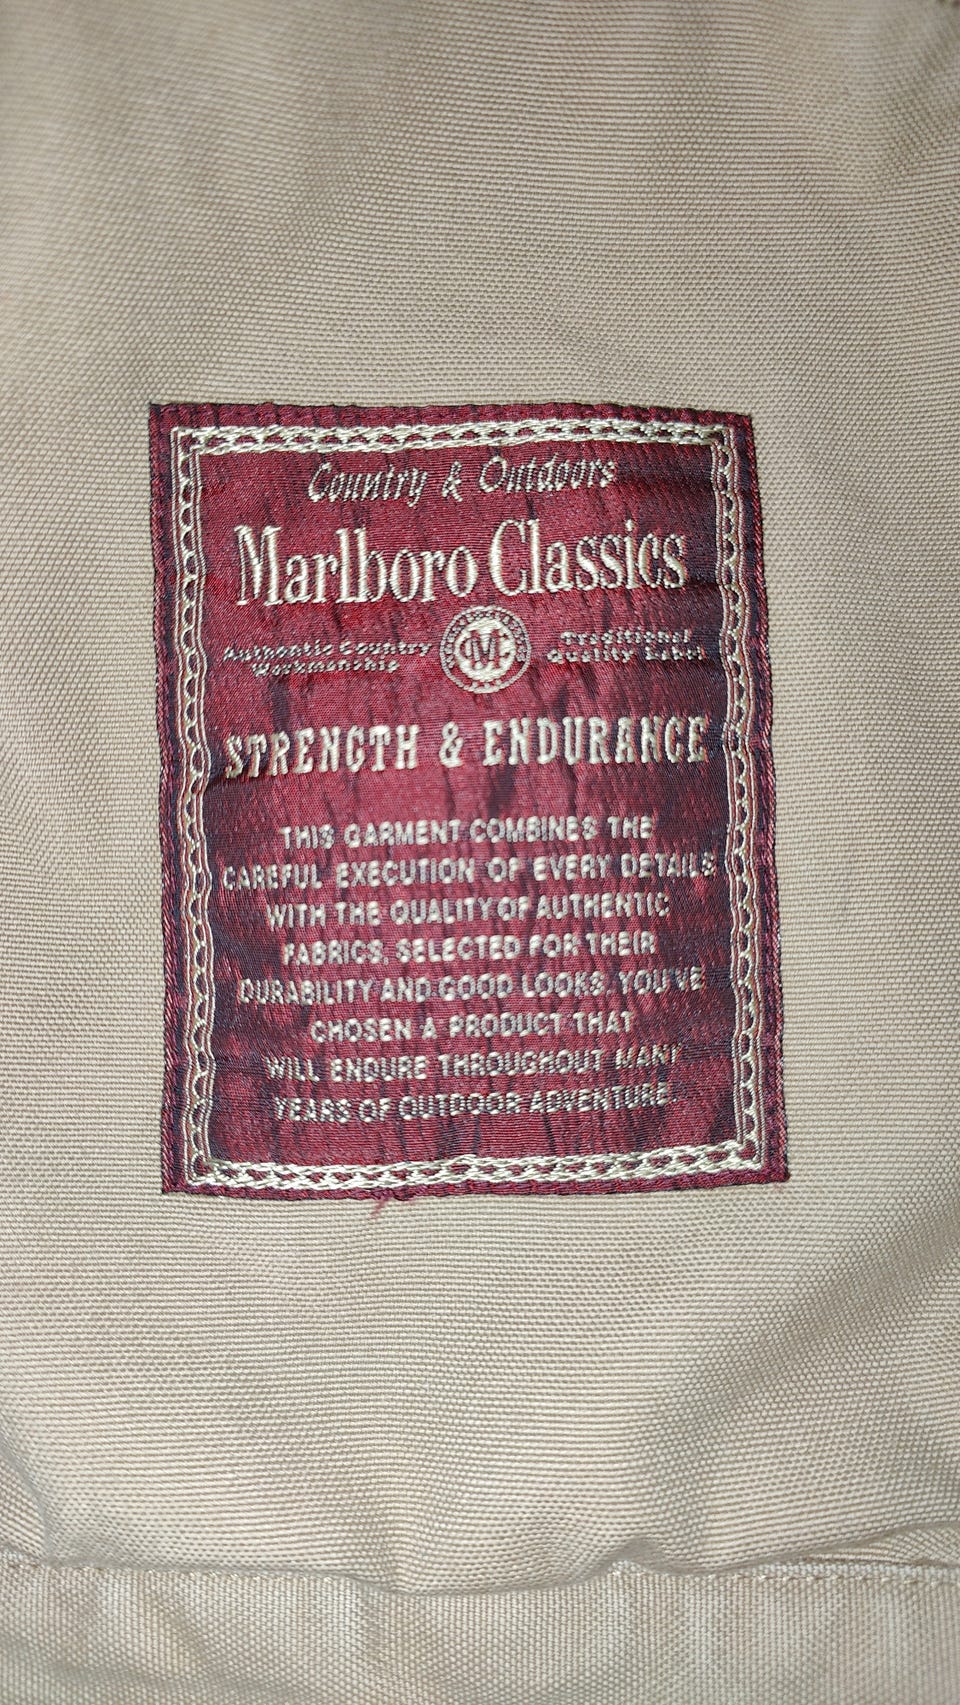 Country & Outdoors
Marlboro Classics
Authentic Country
Workmanship
MC
Traditional
Quality Label
STRENGTH & ENDURANCE
THIS GARMENT COMBINES THE
CAREFUL EXECUTION OF EVERY DETAILS
WITH THE QUALITY OF AUTHENTIC
FABRICS, SELECTED FOR THEIR
DURABILITY AND GOOD LOOKS. YOU'VE
CHOSEN A PRODUCT THAT
WILL ENDURE THROUGHOUT MANY
YEARS OF OUTDOOR ADVENTURE.